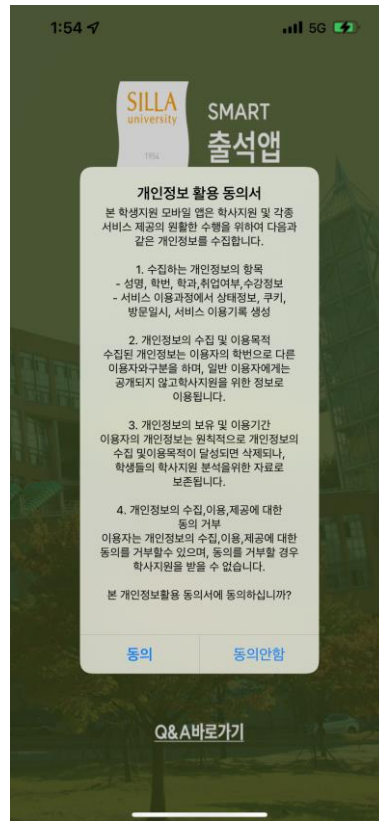 1:54
5G
SILLA
university
1954
SMART
출석앱
개인정보 활용 동의서
본 학생지원 모바일 앱은 학사지원 및 각종
서비스 제공의 원활한 수행을 위하여 다음과
같은 개인정보를 수집합니다.
1. 수집하는 개인정보의 항목
- 성명, 학번, 학과,취업여부,수강정보
- 서비스 이용과정에서 상태정보, 쿠키,
방문일시, 서비스 이용기록 생성
2. 개인정보의 수집 및 이용목적
수집된 개인정보는 이용자의 학번으로 다른
이용자와구분을 하며, 일반 이용자에게는
공개되지 않고학사지원을 위한 정보로
이용됩니다.
3. 개인정보의 보유 및 이용기간
이용자의 개인정보는 원칙적으로 개인정보의
수집 및이용목적이 달성되면 삭제되나,
학생들의 학사지원 분석을위한 자료로
보존됩니다.
4. 개인정보의 수집,이용,제공에 대한
동의 거부
이용자는 개인정보의 수집,이용,제공에 대한
동의를 거부할수 있으며, 동의를 거부할 경우
학사지원을 받을 수 없습니다.
본 개인정보활용 동의서에 동의하십니까?
동의
동의안함
Q&A바로가기